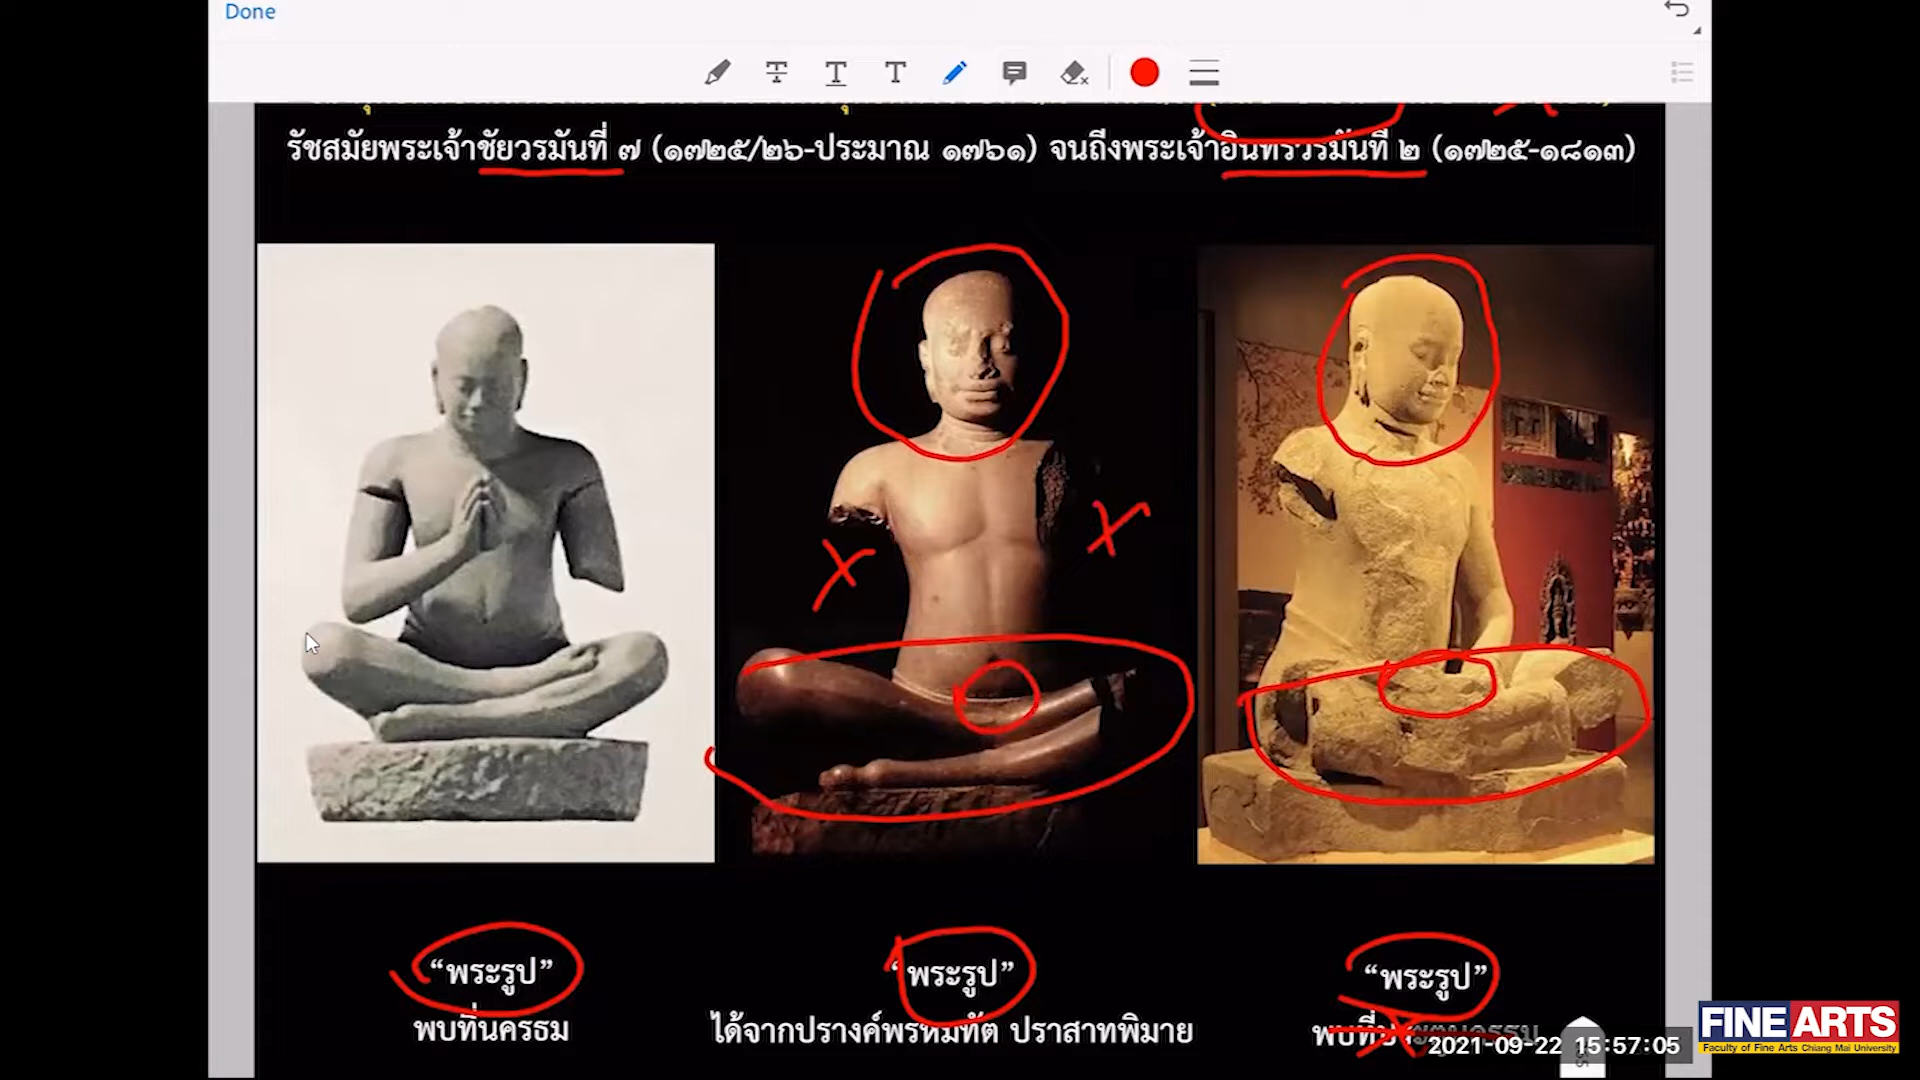 Done
รัชสมัยพระเจ้าชัยวรมันที่ ๗ (๑๗๒๕/๒๖-ประมาณ ๑๗๖๑) จนถึงพระเจ้าอินทรวรมันที่ ๒ (๑๗๒๕-๑๘๑๓)
“พระรูป” “พระรูป” “พระรูป”
พบที่นครธม ได้จากปรางค์พรหมทัต ปราสาทพิมาย พบที่
2021-09-22 15:57:05
FINE ARTS
Faculty of Fine Arts Chiang Mai University